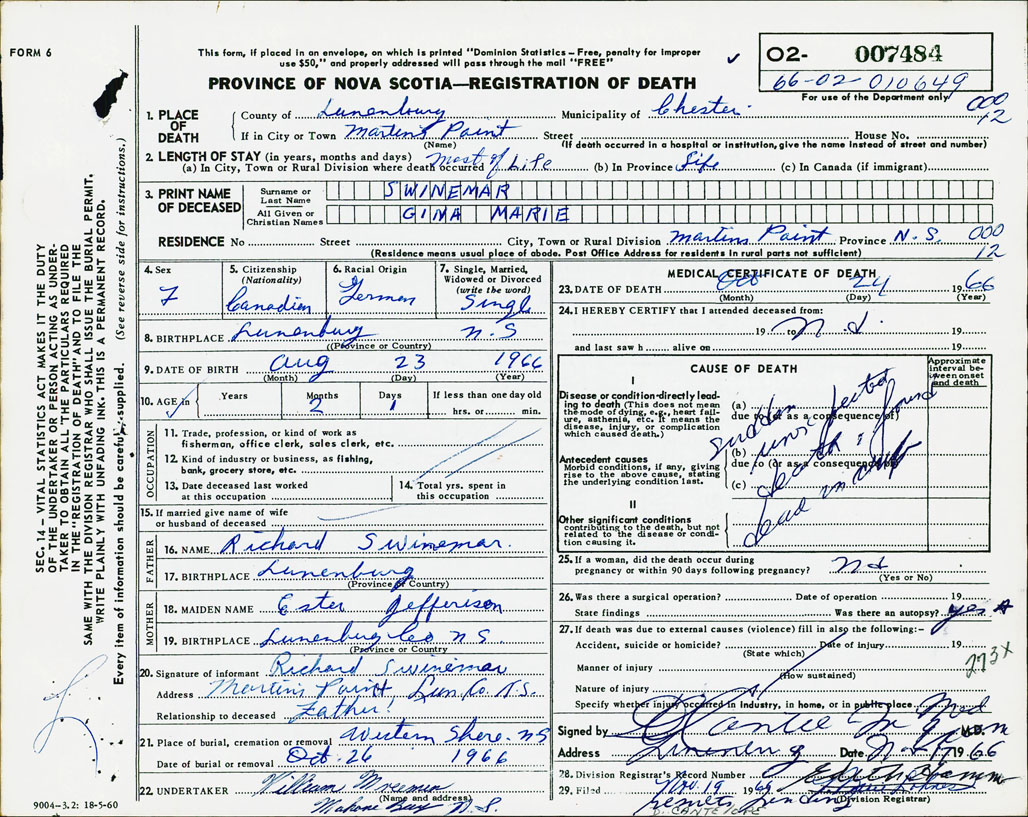 FORM 6
This form, if placed in an envelope, on which is printed "Dominion Statistics – Free, penalty for improper
use $50," and properly addressed will pass through the mail "FREE"
O2- 007484
66-02-010649
For use of the Department only
PROVINCE OF NOVA SCOTIA—REGISTRATION OF DEATH
000
12
1. PLACE OF DEATH
County of Lunenburg Municipality of Chester
If in City or Town Martins Point Street House No.
(Name) (If death occurred in a hospital or institution, give the name instead of street and number)
2. LENGTH OF STAY (in years, months and days)
(a) In City, Town or Rural Division where death occurred Most of Life (b) In Province Life (c) In Canada (if immigrant)
3. PRINT NAME OF DECEASED
Surname or Last Name SWINEMAR
All Given or Christian Names GINA MARIE
RESIDENCE No Street City, Town or Rural Division Martins Point Province N.S. 000
12
(Residence means usual place of abode. Post Office Address for residents in rural parts not sufficient)
4. Sex F
5. Citizenship (Nationality) Canadian
6. Racial Origin German
7. Single, Married, Widowed or Divorced (write the word) Singl
8. BIRTHPLACE Lunenburg N.S
(Province or Country)
9. DATE OF BIRTH Aug 23 1966
(Month) (Day) (Year)
10. AGE in Years Months 2 Days 1 If less than one day old hrs. or min.
OCCUPATION
11. Trade, profession, or kind of work as fisherman, office clerk, sales clerk, etc.
12. Kind of industry or business, as fishing, bank, grocery store, etc.
13. Date deceased last worked at this occupation
14. Total yrs. spent in this occupation
15. If married give name of wife or husband of deceased
FATHER
16. NAME Richard Swinemar.
17. BIRTHPLACE Lunenburg
(Province or Country)
MOTHER
18. MAIDEN NAME Ester Jefferison
19. BIRTHPLACE Lunenburg Co N S.
(Province or Country)
20. Signature of informant Richard Swinemar
Address Martins Point, Lun. Co. N.S.
Relationship to deceased Father
21. Place of burial, cremation or removal Western Shore. N S
Date of burial or removal Oct. 26 1966
22. UNDERTAKER William
(Name and address)
Mahone Bay N.S.
9004-3.2: 18-5-60
MEDICAL CERTIFICATE OF DEATH
23. DATE OF DEATH Oct 24 1966
(Month) (Day) (Year)
24. I HEREBY CERTIFY that I attended deceased from:
19 to 19
and last saw h alive on 19
CAUSE OF DEATH
Approximate interval between onset and death
I
Disease or condition directly leading to death (This does not mean the mode of dying, e.g., heart failure, asthenia, etc. It means the disease, injury, or complication which caused death.)
(a)
due to (or as a consequence of)
(b)
Antecedent causes
Morbid conditions, if any, giving rise to the above cause, stating the underlying condition last.
due to (or as a consequence of)
(c)
sudden
unexpected
death; found
dead in crib
II
Other significant conditions
contributing to the death, but not related to the disease or condition causing it.
25. If a woman, did the death occur during pregnancy or within 90 days following pregnancy? No
(Yes or No)
26. Was there a surgical operation? Date of operation 19
State findings Was there an autopsy? yes
27. If death was due to external causes (violence) fill in also the following:–
Accident, suicide or homicide? Date of injury 19
(State which)
273X
Manner of injury
(How sustained)
Nature of injury
Specify whether injury occurred in industry, in home, or in public place
Signed by M.D.
Address Lunenburg Date Nov 17 1966
28. Division Registrar's Record Number
29. Filed Nov. 19 1966
(Division Registrar)
results pending
D. CANTELOPE
SEC. 14 – VITAL STATISTICS ACT MAKES IT THE DUTY
OF THE UNDERTAKER OR PERSON ACTING AS UNDER-
TAKER TO OBTAIN ALL THE PARTICULARS REQUIRED
IN THE "REGISTRATION OF DEATH" AND TO FILE THE
SAME WITH THE DIVISION REGISTRAR WHO SHALL ISSUE THE BURIAL PERMIT.
WRITE PLAINLY WITH UNFADING INK. THIS IS A PERMANENT RECORD.
Every item of information should be carefully supplied. (See reverse side for instructions.)